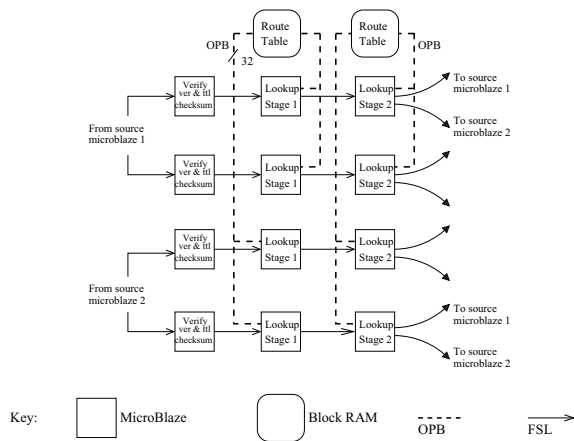 Route
Table
Route
Table
OPB
32
OPB
Verify
ver & ttl
checksum
Lookup
Stage 1
Lookup
Stage 2
To source
microblaze 1
To source
microblaze 2
From source
microblaze 1
Verify
ver & ttl
checksum
Lookup
Stage 1
Lookup
Stage 2
Verify
ver & ttl
checksum
Lookup
Stage 1
Lookup
Stage 2
From source
microblaze 2
Verify
ver & ttl
checksum
Lookup
Stage 1
Lookup
Stage 2
To source
microblaze 1
To source
microblaze 2
Key:
MicroBlaze
Block RAM
OPB
FSL